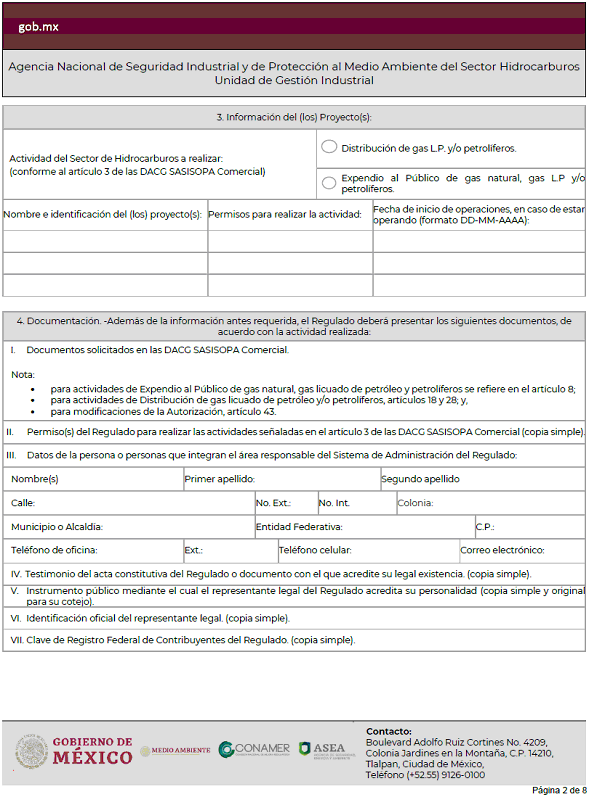 gob.mx
Agencia Nacional de Seguridad Industrial y de Protección al Medio Ambiente del Sector Hidrocarburos
Unidad de Gestión Industrial
3. Información del (los) Proyecto(s):
Actividad del Sector de Hidrocarburos a realizar:
(conforme al artículo 3 de las DACG SASISOPA Comercial)
Distribución de gas L.P. y/o petrolíferos.
Expendio al Público de gas natural, gas L.P y/o
petrolíferos.
Nombre e identificación del (los) proyecto(s):
Permisos para realizar la actividad:
Fecha de inicio de operaciones, en caso de estar
operando (formato DD-MM-AAAA):
4. Documentación. -Además de la información antes requerida, el Regulado deberá presentar los siguientes documentos, de
acuerdo con la actividad realizada:
I. Documentos solicitados en las DACG SASISOPA Comercial.
Nota:
• para actividades de Expendio al Público de gas natural, gas licuado de petróleo y petrolíferos se refiere en el artículo 8;
• para actividades de Distribución de gas licuado de petróleo y/o petrolíferos, artículos 18 y 28; y,
• para modificaciones de la Autorización, artículo 43.
II. Permiso(s) del Regulado para realizar las actividades señaladas en el artículo 3 de las DACG SASISOPA Comercial (copia simple).
III. Datos de la persona o personas que integran el área responsable del Sistema de Administración del Regulado:
Nombre(s) Primer apellido: Segundo apellido
Calle: No. Ext.: No. Int. Colonia:
Municipio o Alcaldía: Entidad Federativa: C.P.:
Teléfono de oficina: Ext.: Teléfono celular: Correo electrónico:
IV. Testimonio del acta constitutiva del Regulado o documento con el que acredite su legal existencia. (copia simple).
V. Instrumento público mediante el cual el representante legal del Regulado acredita su personalidad (copia simple y original
para su cotejo).
VI. Identificación oficial del representante legal. (copia simple).
VII. Clave de Registro Federal de Contribuyentes del Regulado. (copia simple).
GOBIERNO DE
MÉXICO
MEDIO AMBIENTE
CONAMER
ASEA
Contacto:
Boulevard Adolfo Ruiz Cortines No. 4209,
Colonia Jardines en la Montaña, C.P. 14210,
Tlalpan, Ciudad de México,
Teléfono (+52.55) 9126-0100
Página 2 de 8